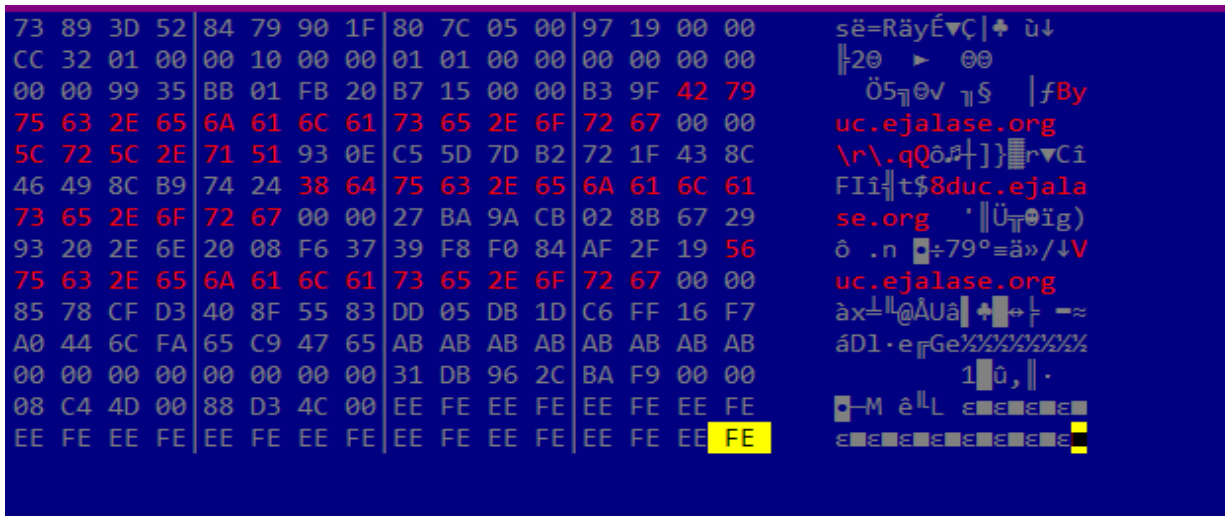 73 89 3D 52 84 79 90 1F 80 7C 05 00 97 19 00 00 së=RäyÉ▼Ç|♣ ù↓
CC 32 01 00 00 10 00 00 01 01 00 00 00 00 00 00 ╠2☺ ► ☺☺
00 00 99 35 BB 01 FB 20 B7 15 00 00 B3 9F 42 79 Ö5╗☺√ ╖§ │ƒBy
75 63 2E 65 6A 61 6C 61 73 65 2E 6F 72 67 00 00 uc.ejalase.org
5C 72 5C 2E 71 51 93 0E C5 5D 7D B2 72 1F 43 8C \r\.qQô♫┼]}▓r▼Cî
46 49 8C B9 74 24 38 64 75 63 2E 65 6A 61 6C 61 FIî╣t$8duc.ejala
73 65 2E 6F 72 67 00 00 27 BA 9A CB 02 8B 67 29 se.org '║Ü╦☻ïg)
93 20 2E 6E 20 08 F6 37 39 F8 F0 84 AF 2F 19 56 ô .n ◘÷79°≡ä»/↓V
75 63 2E 65 6A 61 6C 61 73 65 2E 6F 72 67 00 00 uc.ejalase.org
85 78 CF D3 40 8F 55 83 DD 05 DB 1D C6 FF 16 F7 àx╧╙@ÅUâ▌♣█↔╞ ▬≈
A0 44 6C FA 65 C9 47 65 AB AB AB AB AB AB AB AB áDl·e╔Ge½½½½½½½½
00 00 00 00 00 00 00 00 31 DB 96 2C BA F9 00 00 1█û,║∙
08 C4 4D 00 88 D3 4C 00 EE FE EE FE EE FE EE FE ◘─M ê╙L ε■ε■ε■ε■
EE FE EE FE EE FE EE FE EE FE EE FE EE FE EE FE ε■ε■ε■ε■ε■ε■ε■ε■